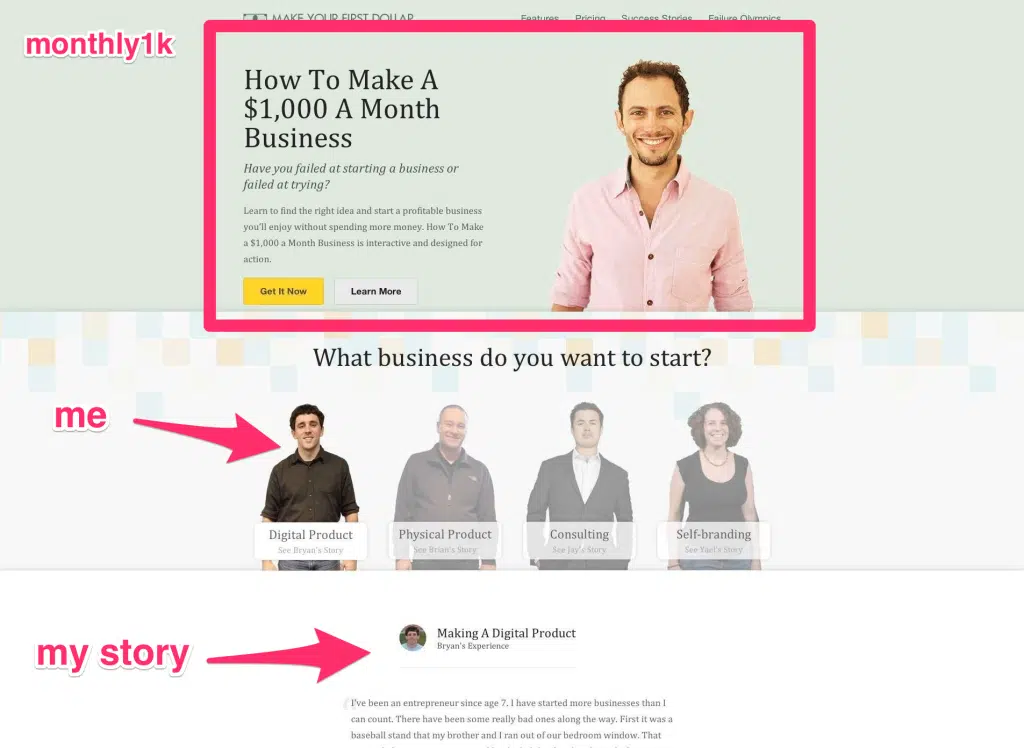 MAKE YOUR FIRST DOLLAR
Features Pricing Success Stories Failure Olympics
monthly1k
How To Make A
$1,000 A Month
Business
Have you failed at starting a business or
failed at trying?
Learn to find the right idea and start a profitable business
you'll enjoy without spending more money. How To Make
a $1,000 a Month Business is interactive and designed for
action.
Get It Now Learn More
What business do you want to start?
me
Digital Product Physical Product Consulting Self-branding
See Bryan's Story See Brian's Story See Jay's Story See Yael's Story
my story
Making A Digital Product
Bryan's Experience
I've been an entrepreneur since age 7. I have started more businesses than I
can count. There have been some really bad ones along the way. First it was a
baseball stand that my brother and I ran out of our bedroom window. That